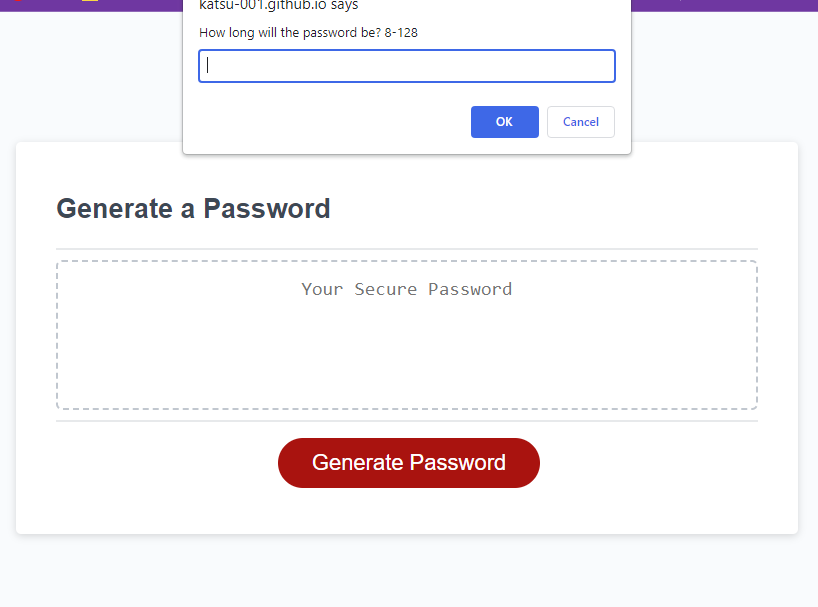 katsu-001.github.io says
How long will the password be? 8-128
OK
Cancel
Generate a Password
Your Secure Password
Generate Password